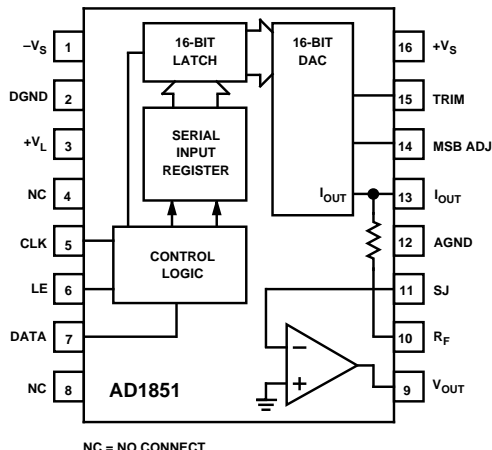 −VS 1
DGND 2
+VL 3
NC 4
CLK 5
LE 6
DATA 7
NC 8
16-BIT
LATCH
SERIAL
INPUT
REGISTER
CONTROL
LOGIC
16-BIT
DAC
IOUT
AD1851
16 +VS
15 TRIM
14 MSB ADJ
13 IOUT
12 AGND
11 SJ
10 RF
9 VOUT
−
+
NC = NO CONNECT